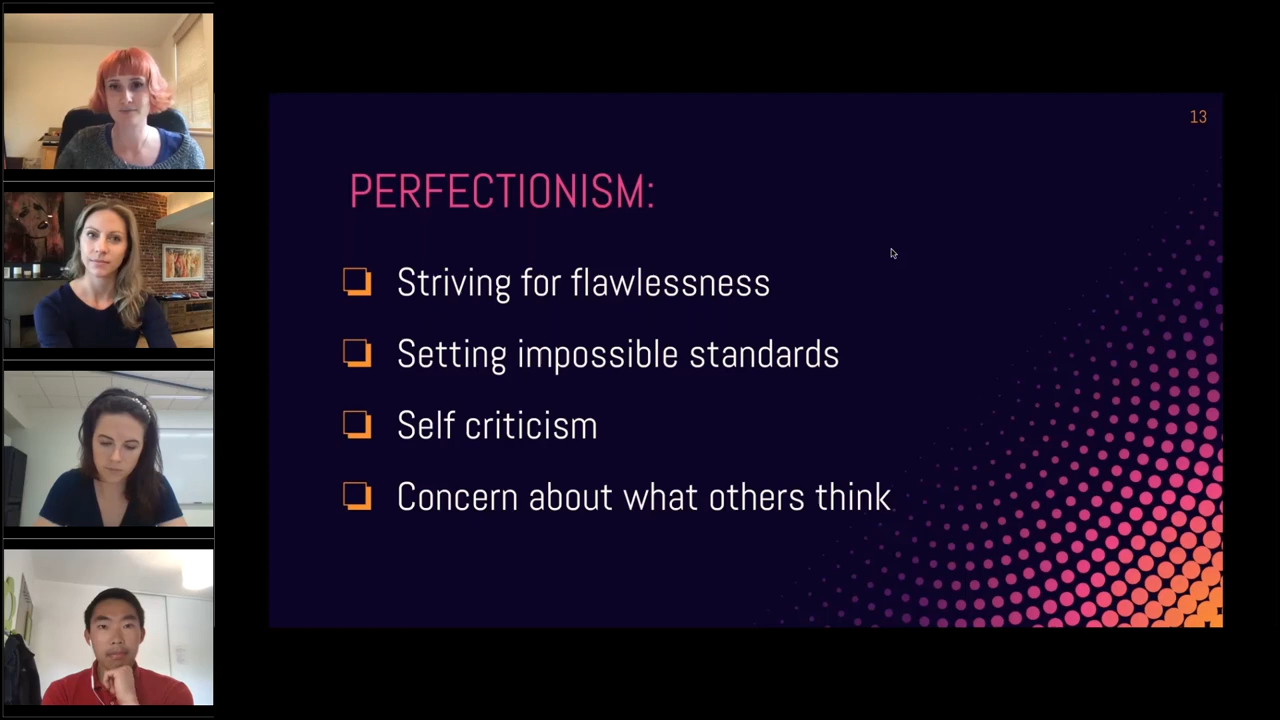 13
PERFECTIONISM:
Striving for flawlessness
Setting impossible standards
Self criticism
Concern about what others think